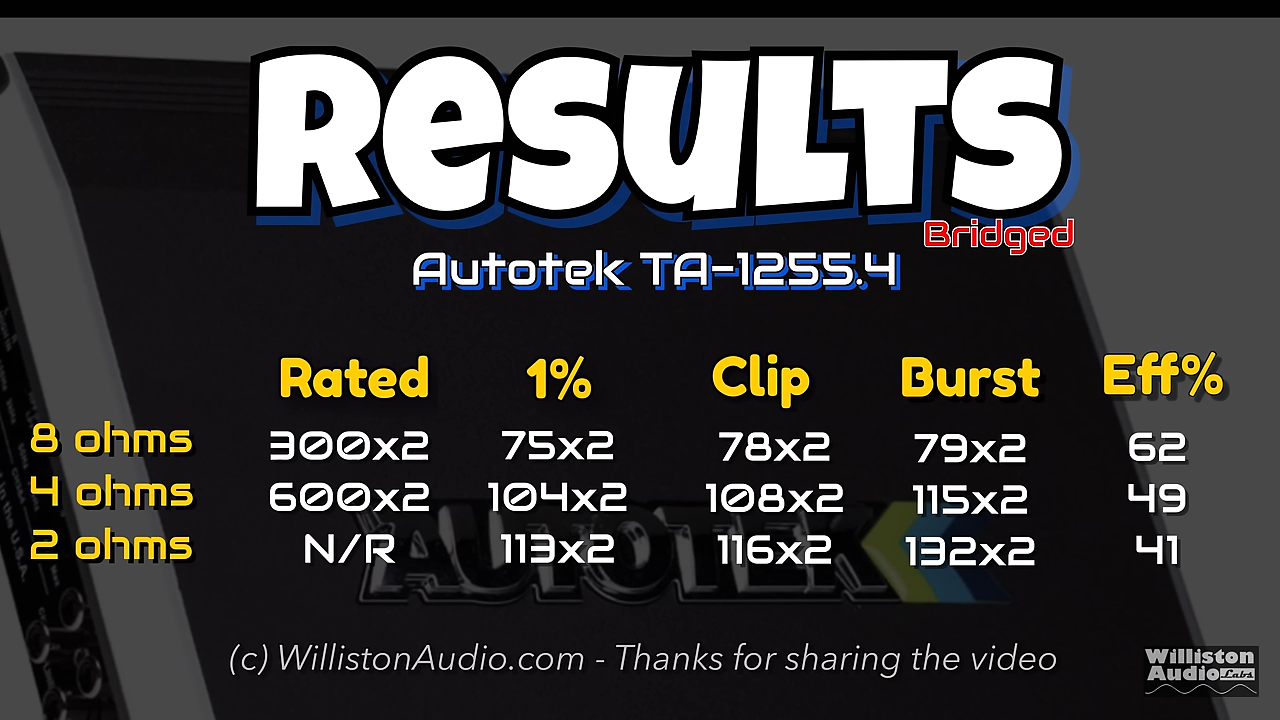 Results
Bridged
Autotek TA-1255.4
Rated 1% Clip Burst Eff%
8 ohms 300x2 75x2 78x2 79x2 62
4 ohms 600x2 104x2 108x2 115x2 49
2 ohms N/R 113x2 116x2 132x2 41
AUTOTEK
(c) WillistonAudio.com - Thanks for sharing the video
Williston
Audio Labs